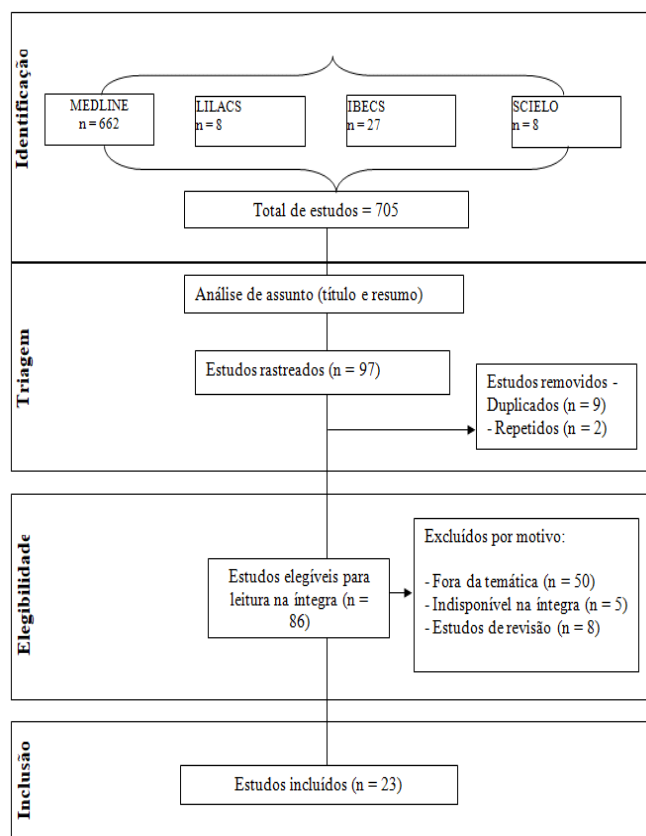 Identificação
MEDLINE
n = 662
LILACS
n = 8
IBECS
n = 27
SCIELO
n = 8
Total de estudos = 705
Triagem
Análise de assunto (título e resumo)
Estudos rastreados (n = 97)
Estudos removidos -
Duplicados (n = 9)
- Repetidos (n = 2)
Elegibilidade
Estudos elegíveis para
leitura na íntegra (n =
86)
Excluídos por motivo:
- Fora da temática (n = 50)
- Indisponível na íntegra (n = 5)
- Estudos de revisão (n = 8)
Inclusão
Estudos incluídos (n = 23)